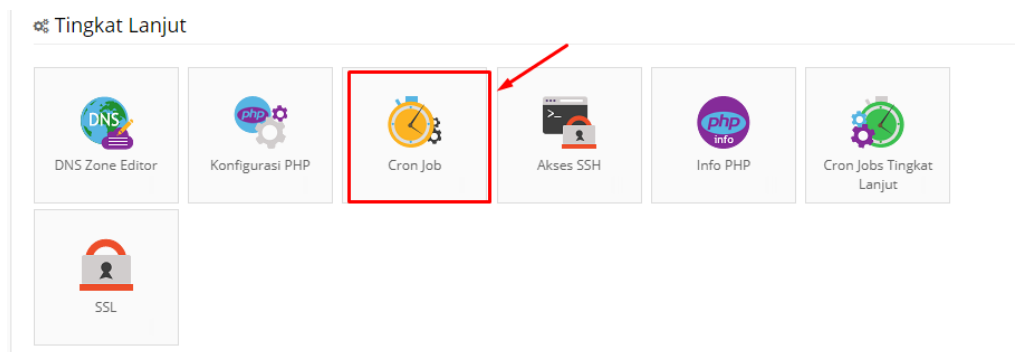 Tingkat Lanjut
DNS
php
>_
php
info
DNS Zone Editor
Konfigurasi PHP
Cron Job
Akses SSH
Info PHP
Cron Jobs Tingkat
Lanjut
SSL